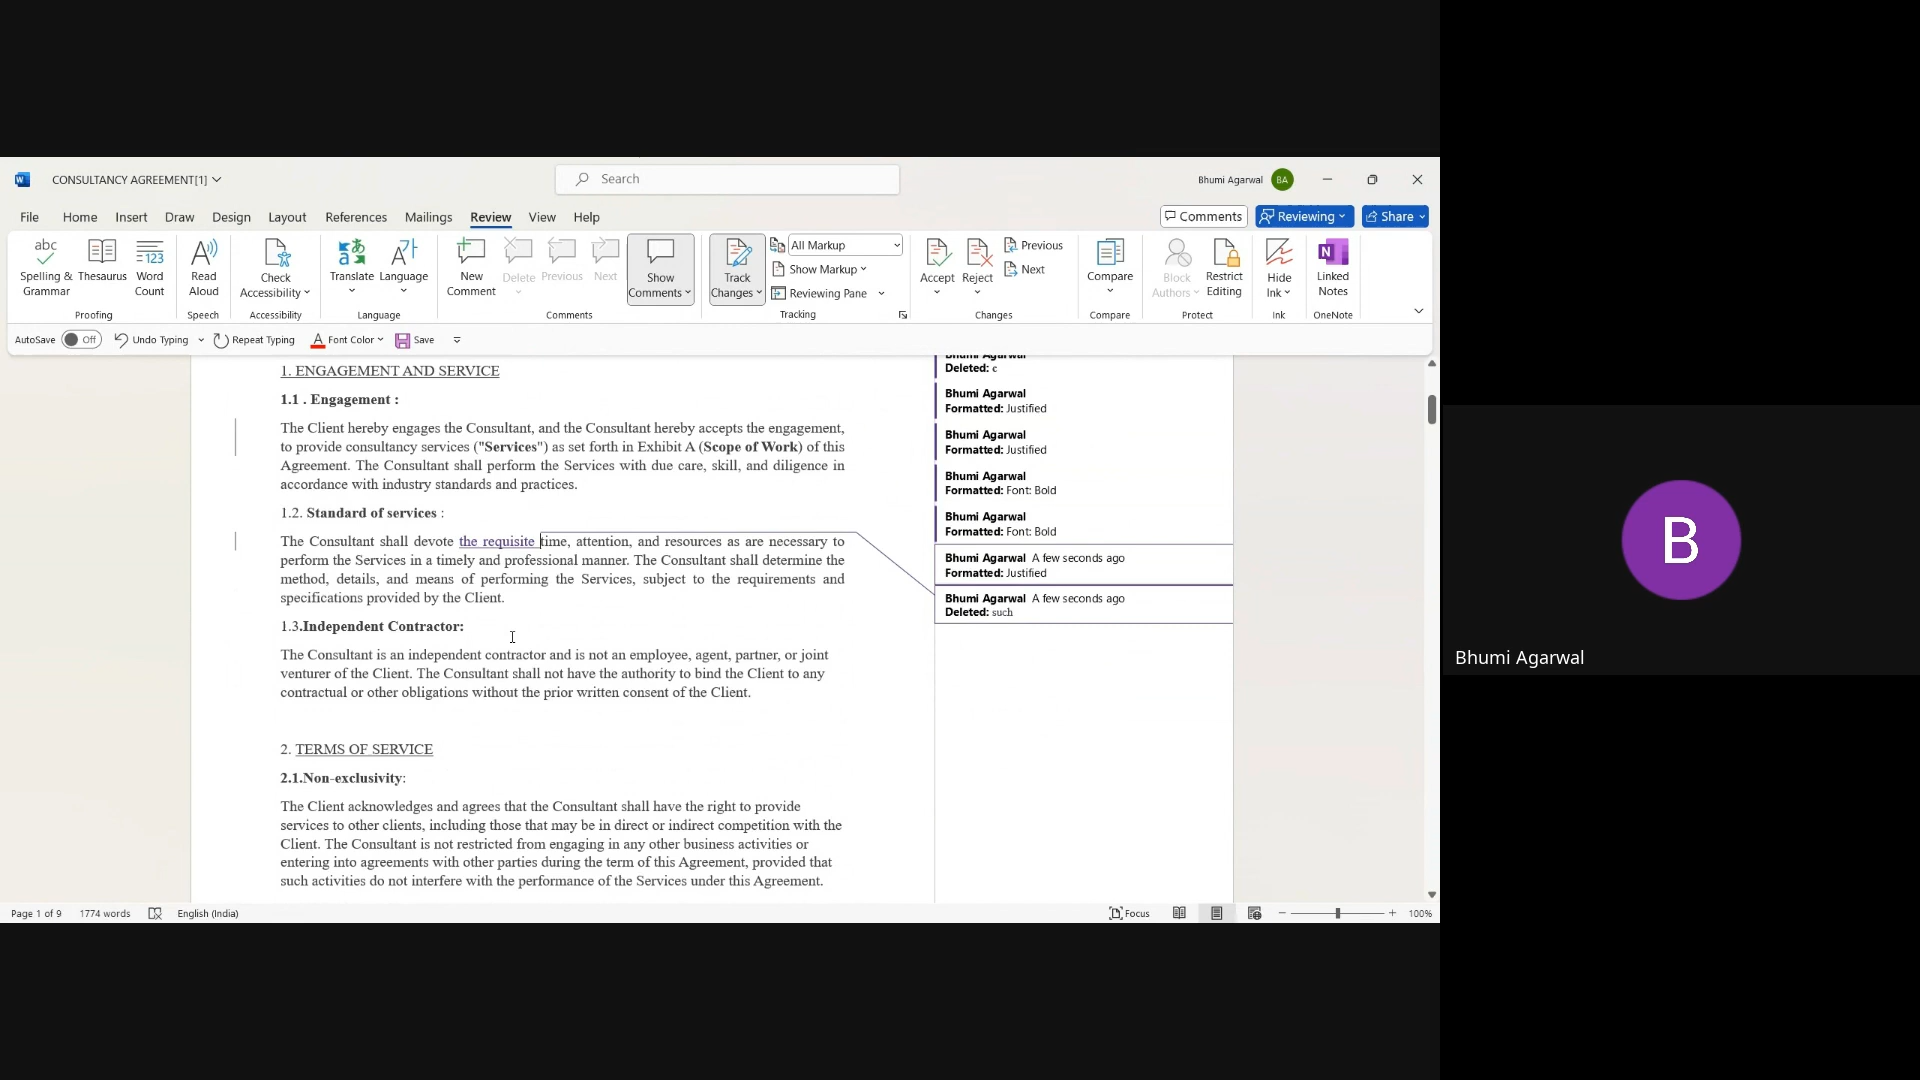 CONSULTANCY AGREEMENT[1]
Search
Bhumi Agarwal BA
File Home Insert Draw Design Layout References Mailings Review View Help
Comments Reviewing Share
abc
123
A
All Markup
Previous
Show Markup
Next
Reviewing Pane
Spelling & Grammar
Thesaurus
Word Count
Read Aloud
Check Accessibility
Translate
Language
New Comment
Delete
Previous
Next
Show Comments
Track Changes
Accept
Reject
Compare
Block Authors
Restrict Editing
Hide Ink
Linked Notes
Proofing Speech Accessibility Language Comments Tracking Changes Compare Protect Ink OneNote
AutoSave Off Undo Typing Repeat Typing Font Color Save
1. ENGAGEMENT AND SERVICE
1.1 . Engagement :
The Client hereby engages the Consultant, and the Consultant hereby accepts the engagement,
to provide consultancy services ("Services") as set forth in Exhibit A (Scope of Work) of this
Agreement. The Consultant shall perform the Services with due care, skill, and diligence in
accordance with industry standards and practices.
1.2. Standard of services :
The Consultant shall devote the requisite time, attention, and resources as are necessary to
perform the Services in a timely and professional manner. The Consultant shall determine the
method, details, and means of performing the Services, subject to the requirements and
specifications provided by the Client.
1.3.Independent Contractor:
The Consultant is an independent contractor and is not an employee, agent, partner, or joint
venturer of the Client. The Consultant shall not have the authority to bind the Client to any
contractual or other obligations without the prior written consent of the Client.
2. TERMS OF SERVICE
2.1.Non-exclusivity:
The Client acknowledges and agrees that the Consultant shall have the right to provide
services to other clients, including those that may be in direct or indirect competition with the
Client. The Consultant is not restricted from engaging in any other business activities or
entering into agreements with other parties during the term of this Agreement, provided that
such activities do not interfere with the performance of the Services under this Agreement.
Bhumi Agarwal
Deleted: c
Bhumi Agarwal
Formatted: Justified
Bhumi Agarwal
Formatted: Justified
Bhumi Agarwal
Formatted: Font: Bold
Bhumi Agarwal
Formatted: Font: Bold
Bhumi Agarwal A few seconds ago
Formatted: Justified
Bhumi Agarwal A few seconds ago
Deleted: such
Page 1 of 9 1774 words English (India) Focus 100%
B
Bhumi Agarwal